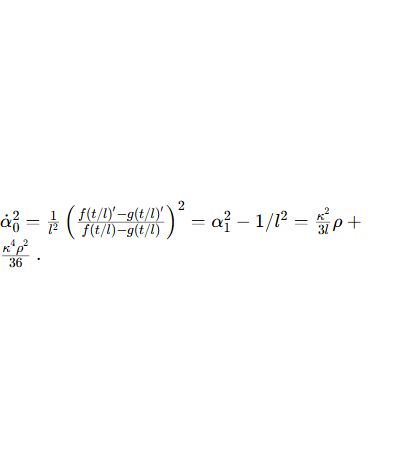 $\dot{\alpha}_0^2 = \frac{1}{l^2} \left( \frac{f(t/l)' - g(t/l)'}{f(t/l) - g(t/l)} \right)^2 = \alpha_1^2 - 1/l^2 = \frac{\kappa^2}{3l} \rho +$
$\frac{\kappa^4 \rho^2}{36}$ .